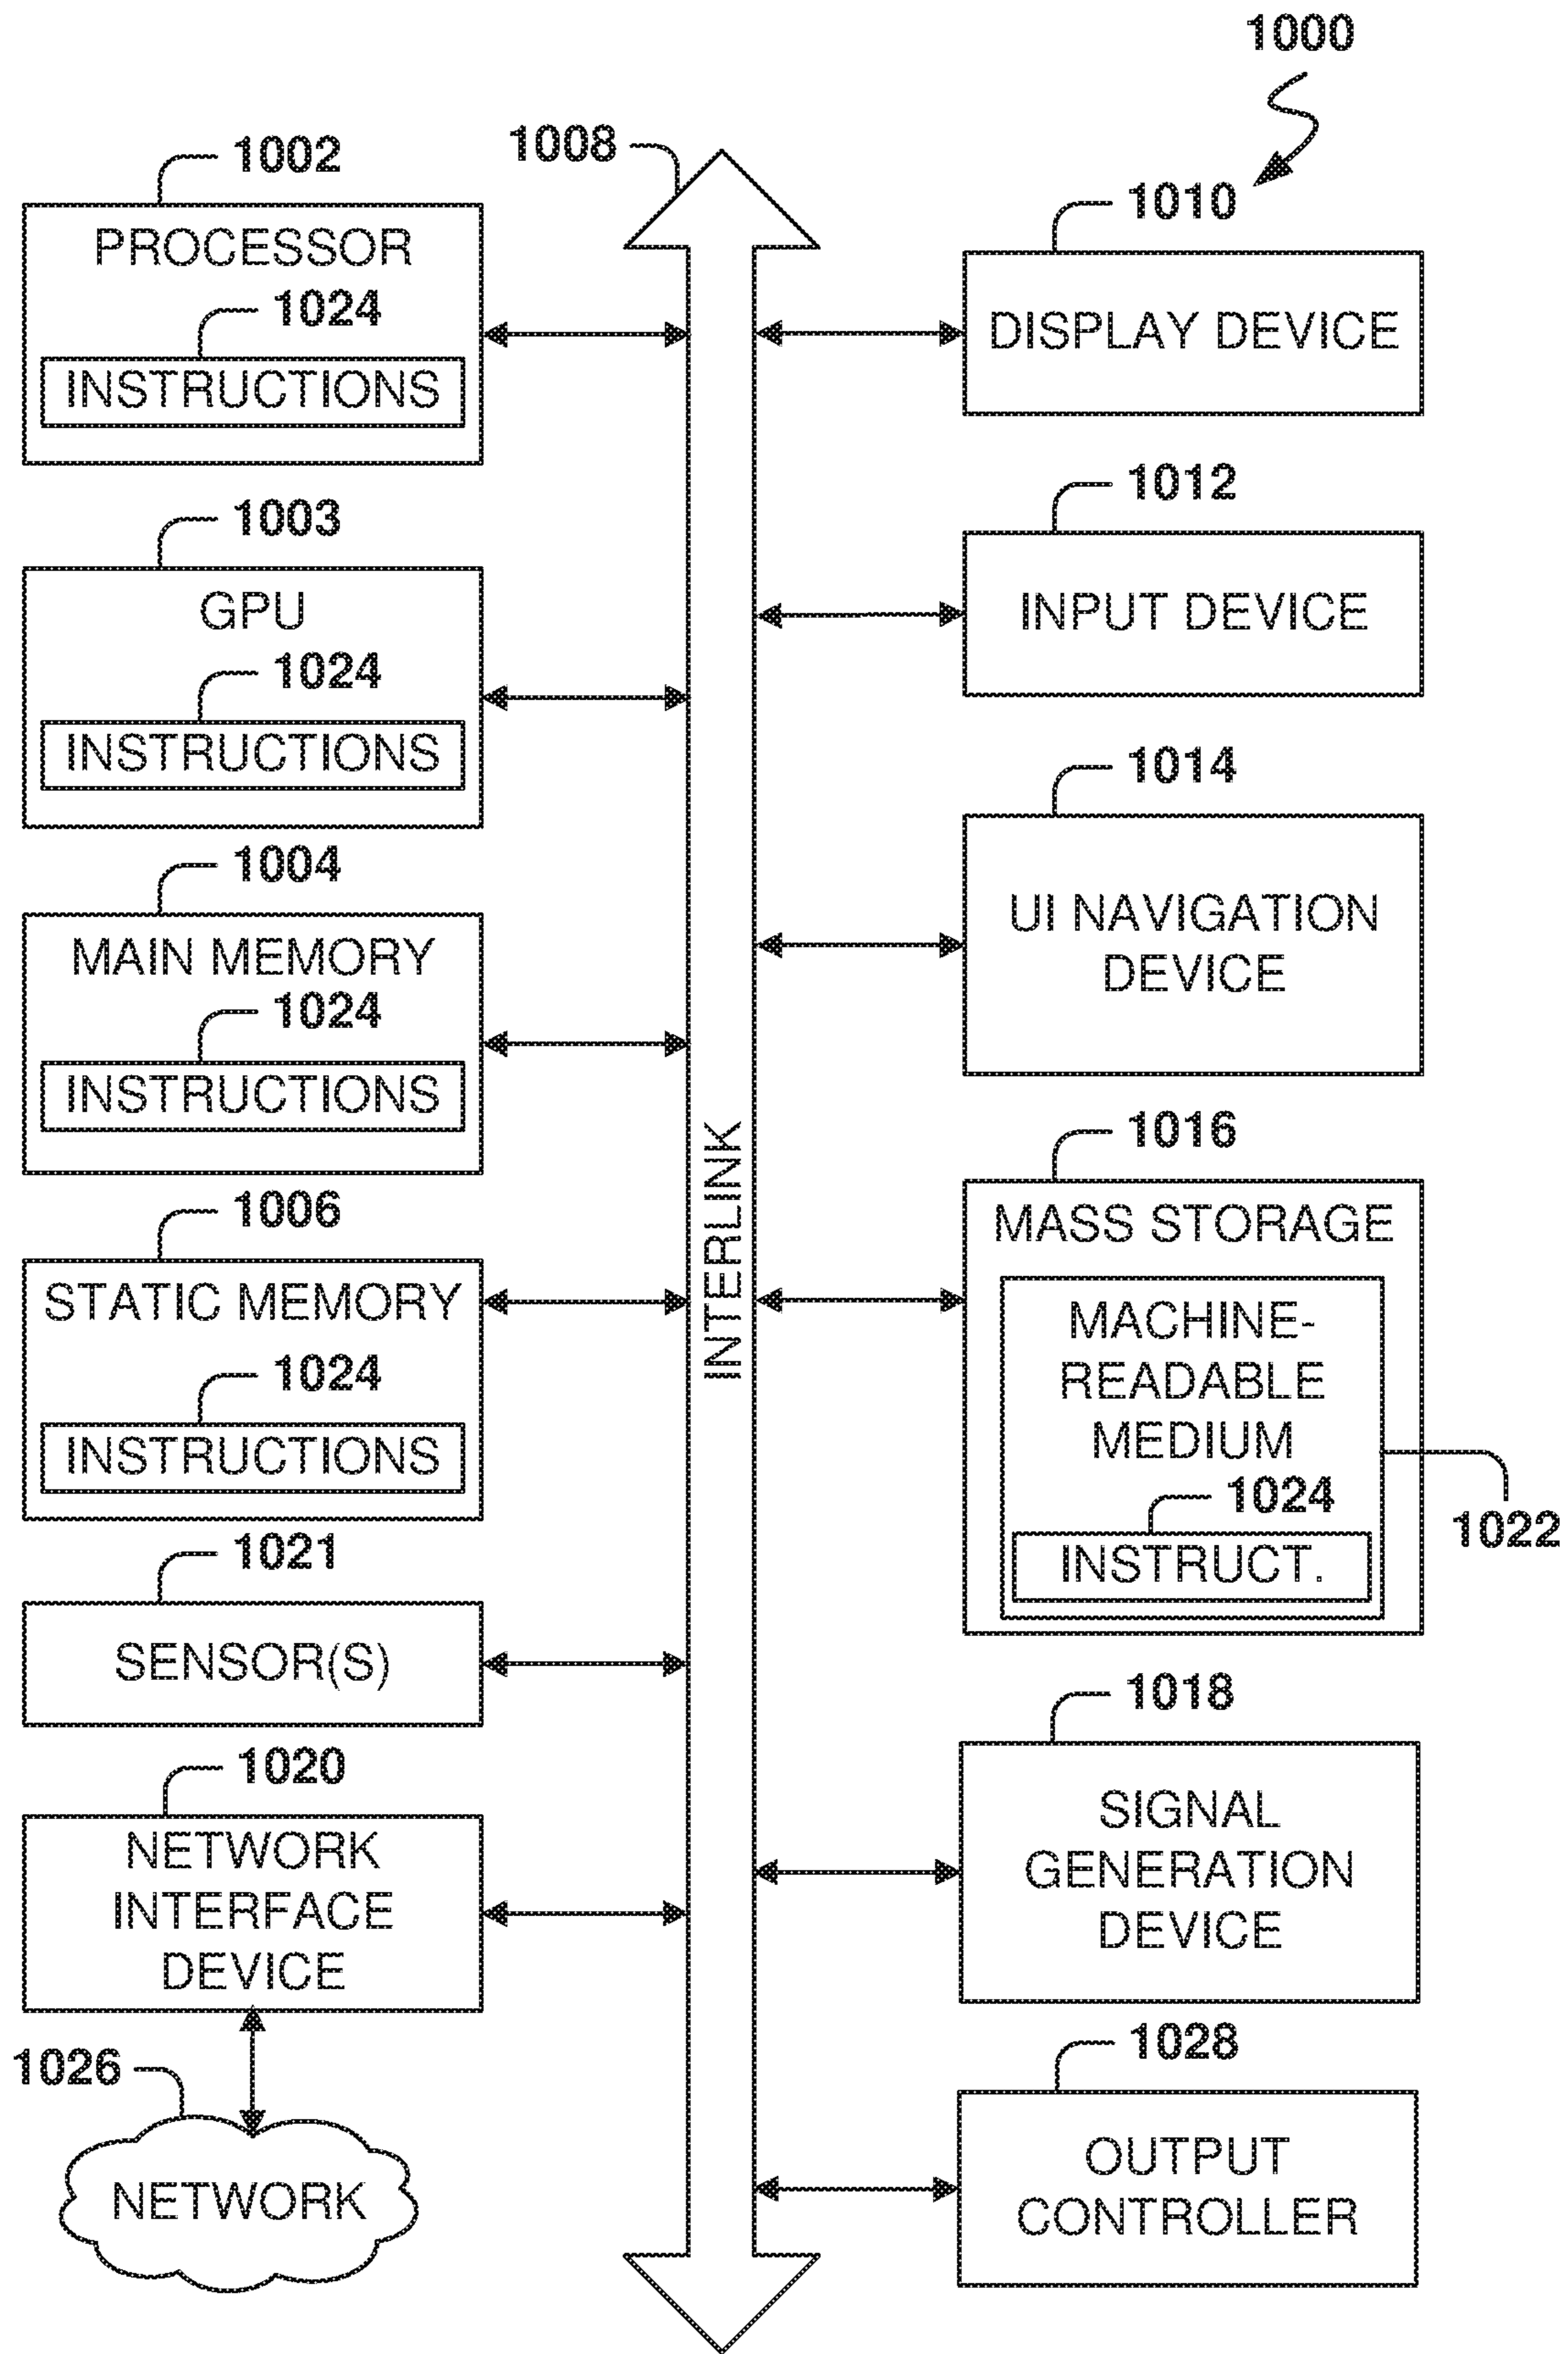 1000
1002
PROCESSOR
1024
INSTRUCTIONS
1003
GPU
1024
INSTRUCTIONS
1004
MAIN MEMORY
1024
INSTRUCTIONS
1006
STATIC MEMORY
1024
INSTRUCTIONS
1021
SENSOR(S)
1020
NETWORK
INTERFACE
DEVICE
1026
NETWORK
1008
INTERLINK
1010
DISPLAY DEVICE
1012
INPUT DEVICE
1014
UI NAVIGATION
DEVICE
1016
MASS STORAGE
MACHINE-
READABLE
MEDIUM
1024
INSTRUCT.
1022
1018
SIGNAL
GENERATION
DEVICE
1028
OUTPUT
CONTROLLER